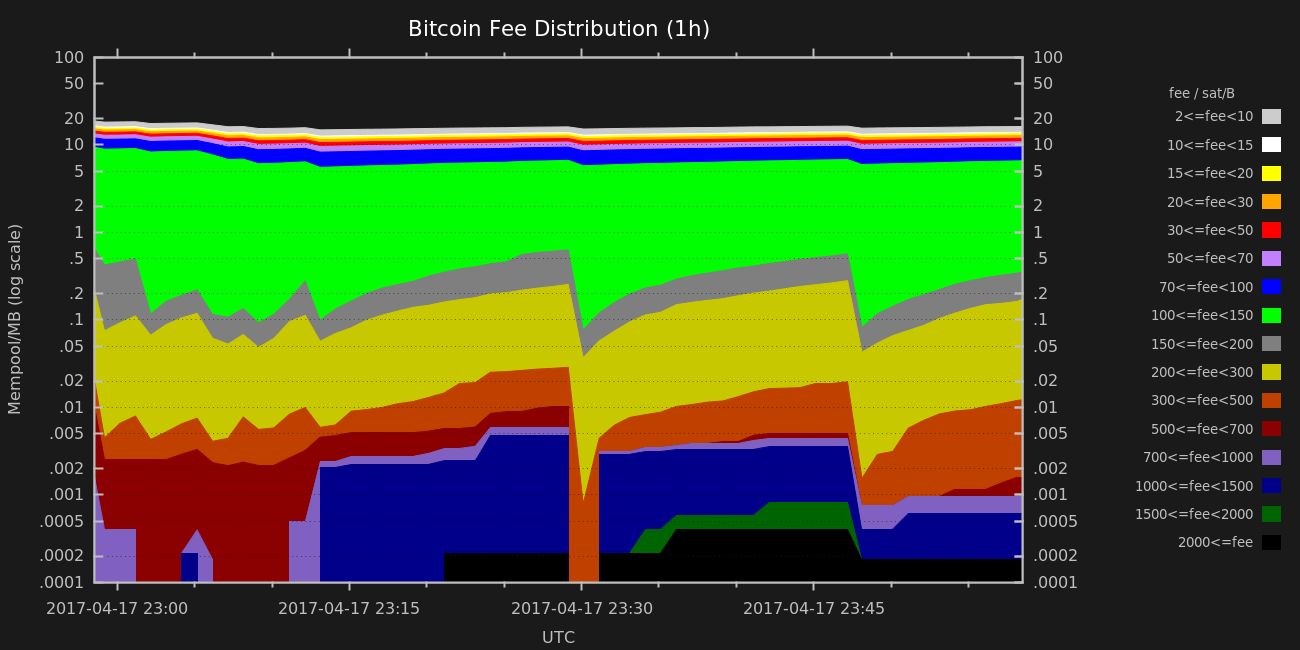 Bitcoin Fee Distribution (1h)
100 100
50 50
20 20
10 10
5 5
2 2
1 1
.5 .5
.2 .2
.1 .1
.05 .05
.02 .02
.01 .01
.005 .005
.002 .002
.001 .001
.0005 .0005
.0002 .0002
.0001 .0001
Mempool/MB (log scale)
2017-04-17 23:00 2017-04-17 23:15 2017-04-17 23:30 2017-04-17 23:45
UTC
fee / sat/B
2<=fee<10
10<=fee<15
15<=fee<20
20<=fee<30
30<=fee<50
50<=fee<70
70<=fee<100
100<=fee<150
150<=fee<200
200<=fee<300
300<=fee<500
500<=fee<700
700<=fee<1000
1000<=fee<1500
1500<=fee<2000
2000<=fee